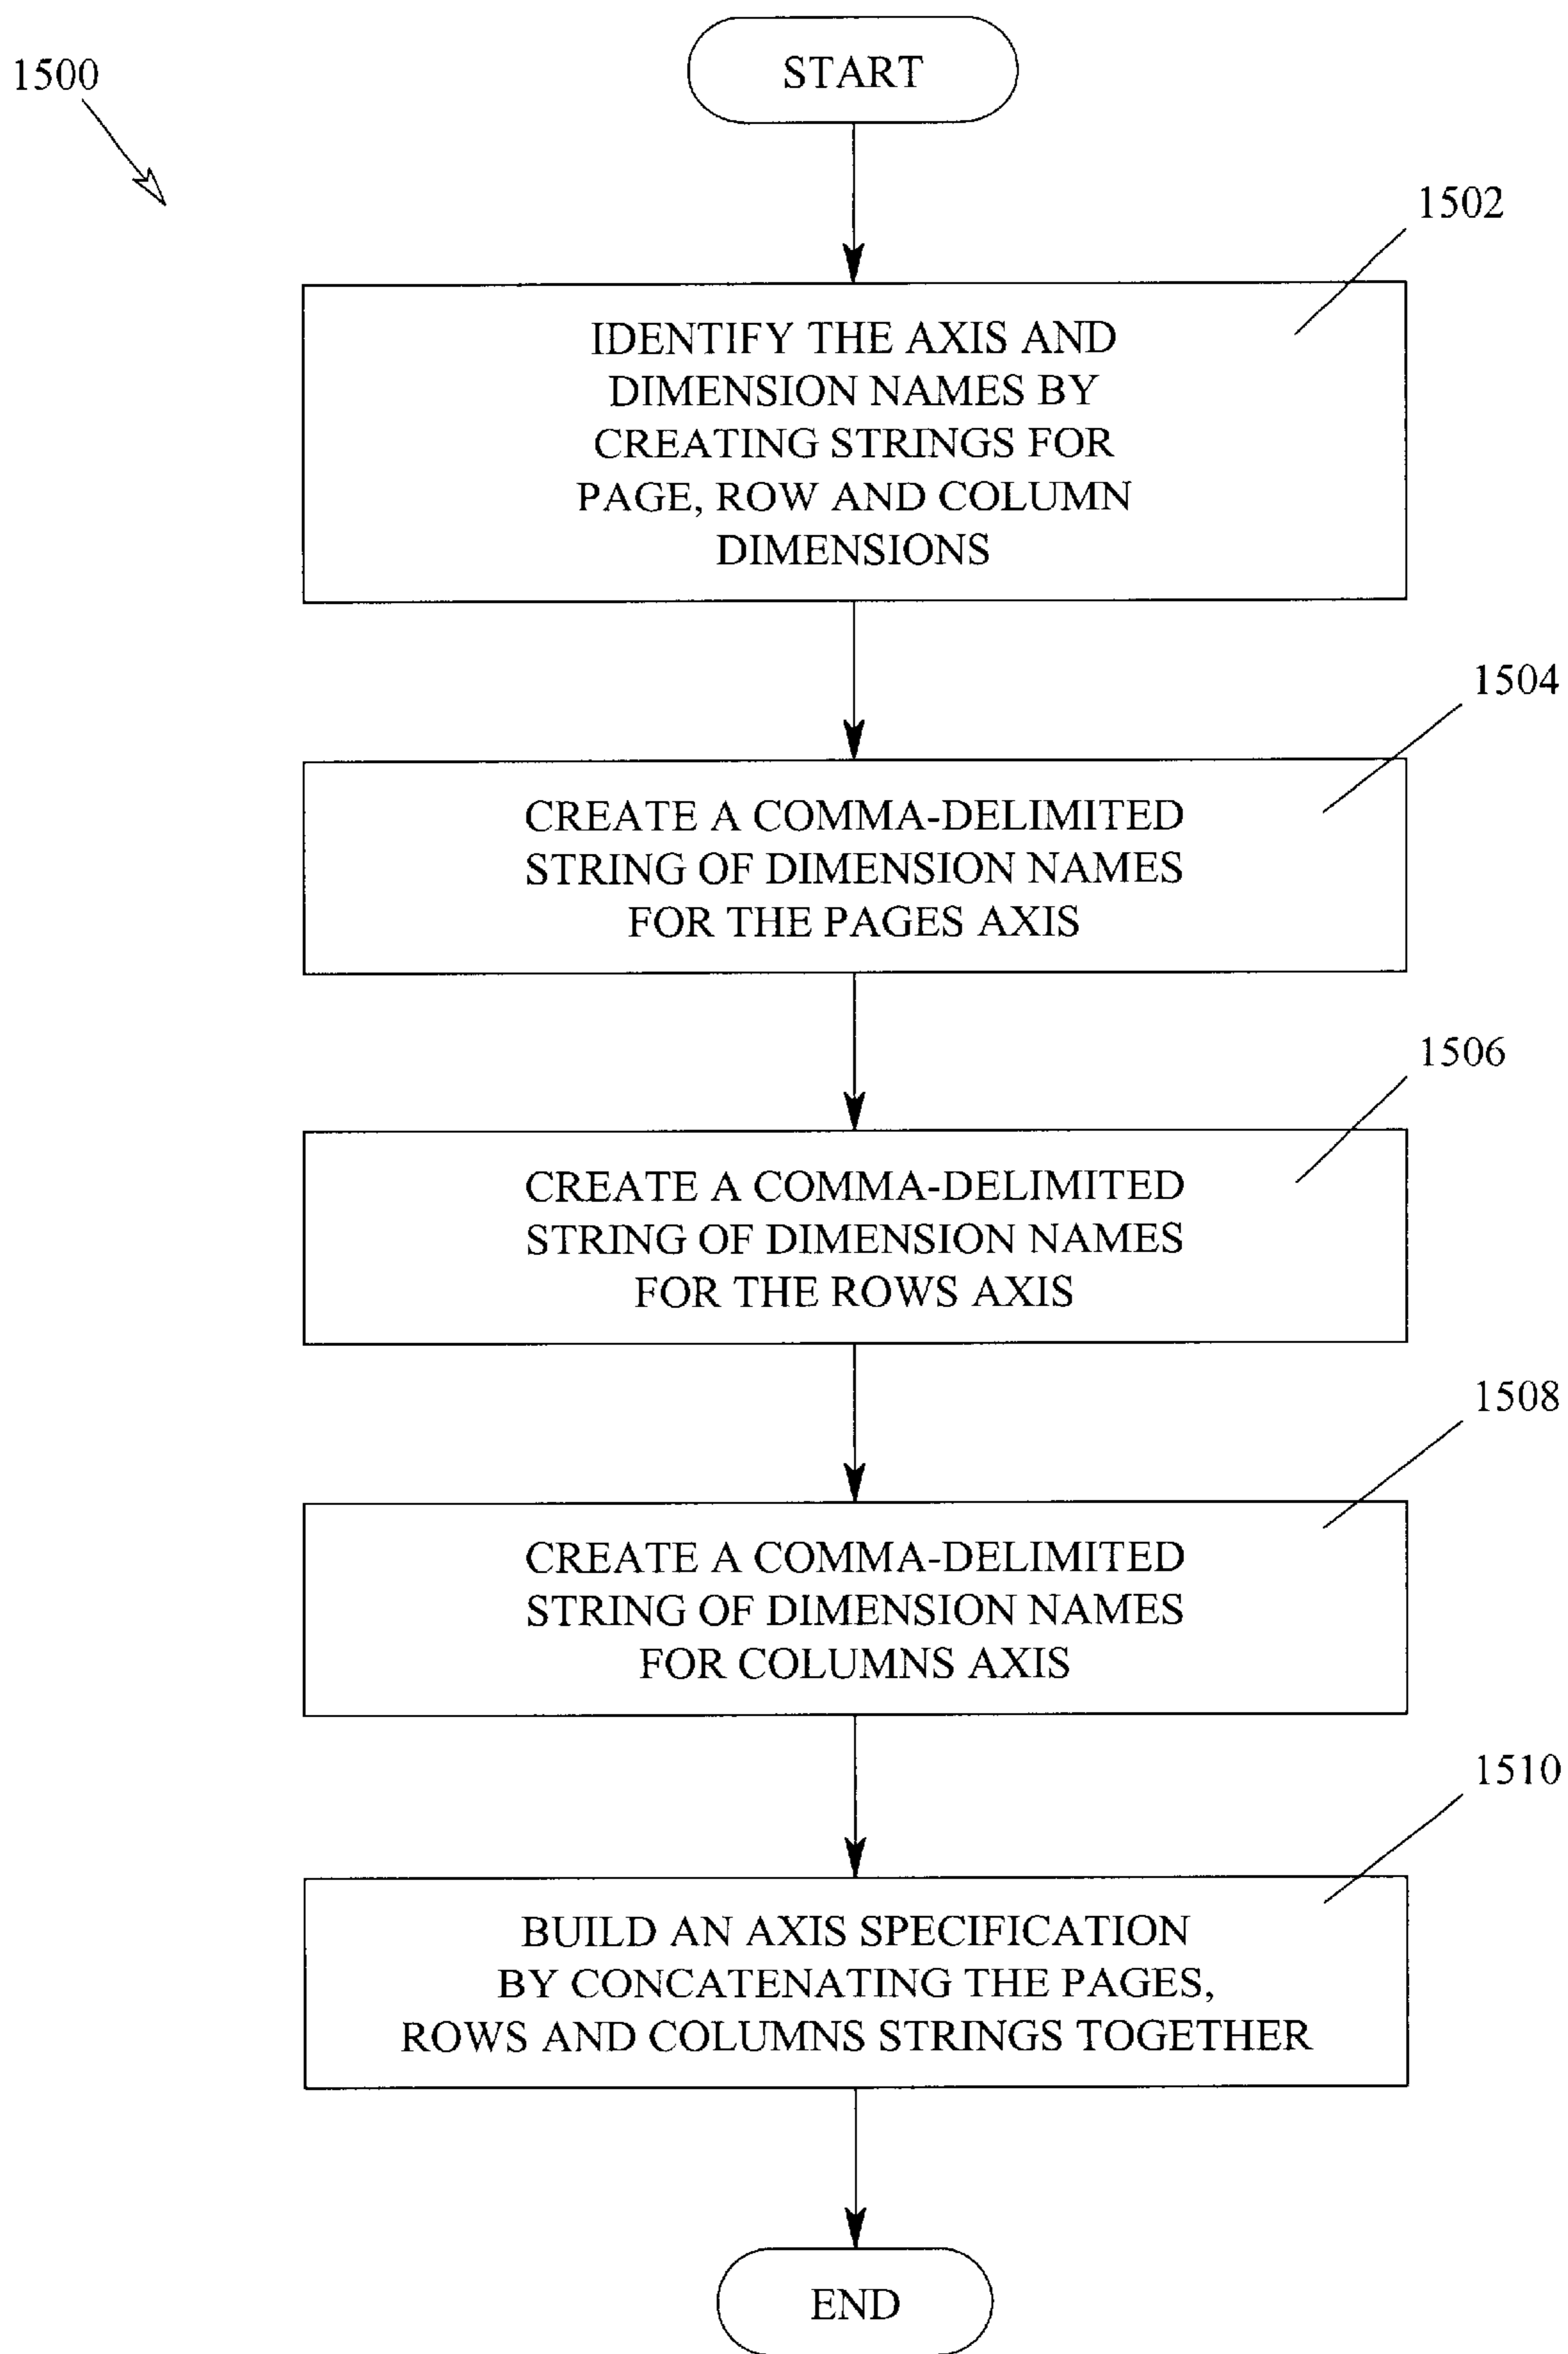 1500
START
1502
IDENTIFY THE AXIS AND
DIMENSION NAMES BY
CREATING STRINGS FOR
PAGE, ROW AND COLUMN
DIMENSIONS
1504
CREATE A COMMA-DELIMITED
STRING OF DIMENSION NAMES
FOR THE PAGES AXIS
1506
CREATE A COMMA-DELIMITED
STRING OF DIMENSION NAMES
FOR THE ROWS AXIS
1508
CREATE A COMMA-DELIMITED
STRING OF DIMENSION NAMES
FOR COLUMNS AXIS
1510
BUILD AN AXIS SPECIFICATION
BY CONCATENATING THE PAGES,
ROWS AND COLUMNS STRINGS TOGETHER
END